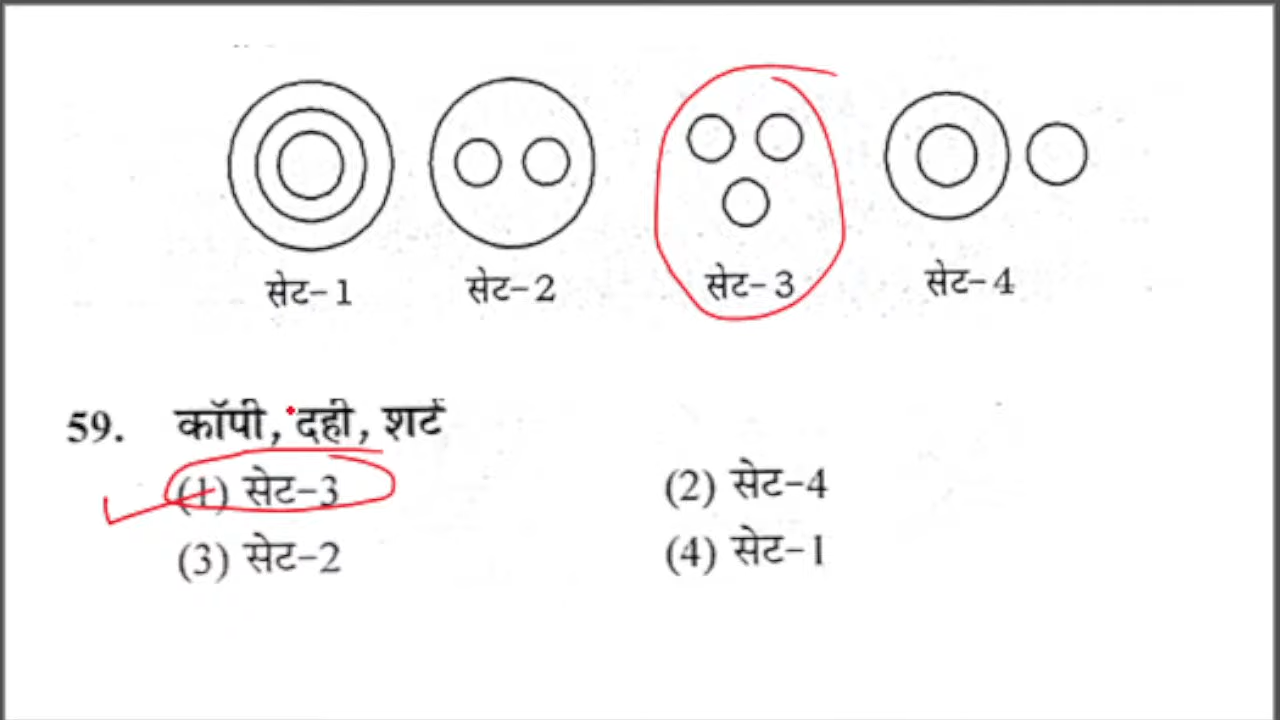 सेट-1 सेट-2 सेट-3 सेट-4
59. कॉपी, दही, शर्ट
(1) सेट-3 (2) सेट-4
(3) सेट-2 (4) सेट-1